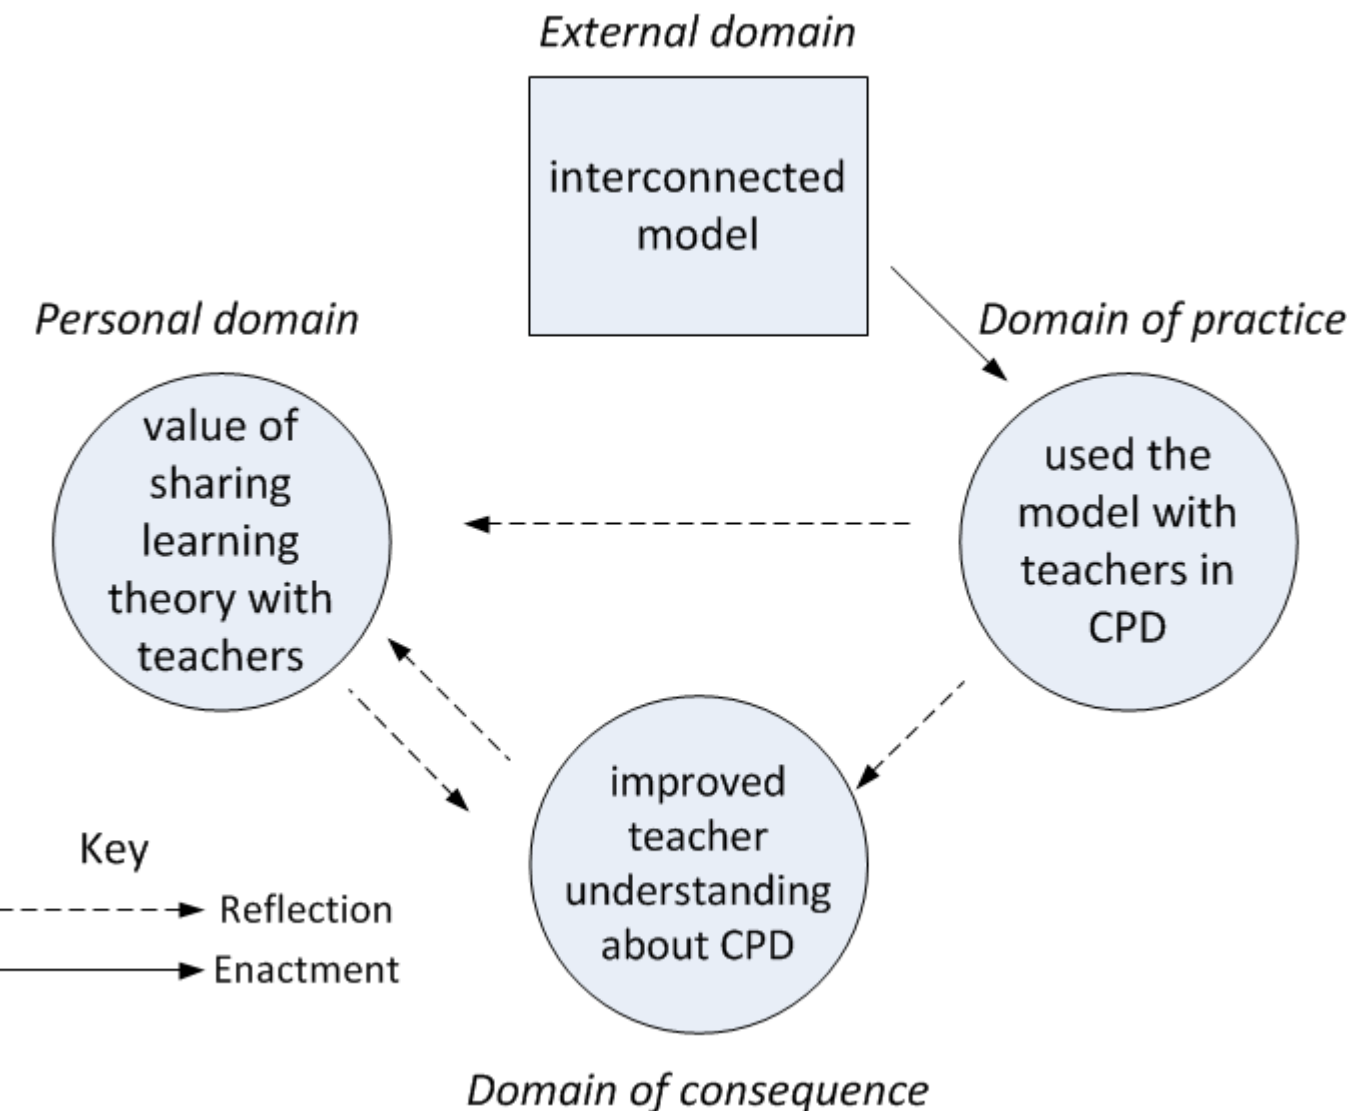 External domain
interconnected
model
Personal domain
Domain of practice
value of
sharing
learning
theory with
teachers
used the
model with
teachers in
CPD
improved
teacher
understanding
about CPD
Key
Reflection
Enactment
Domain of consequence